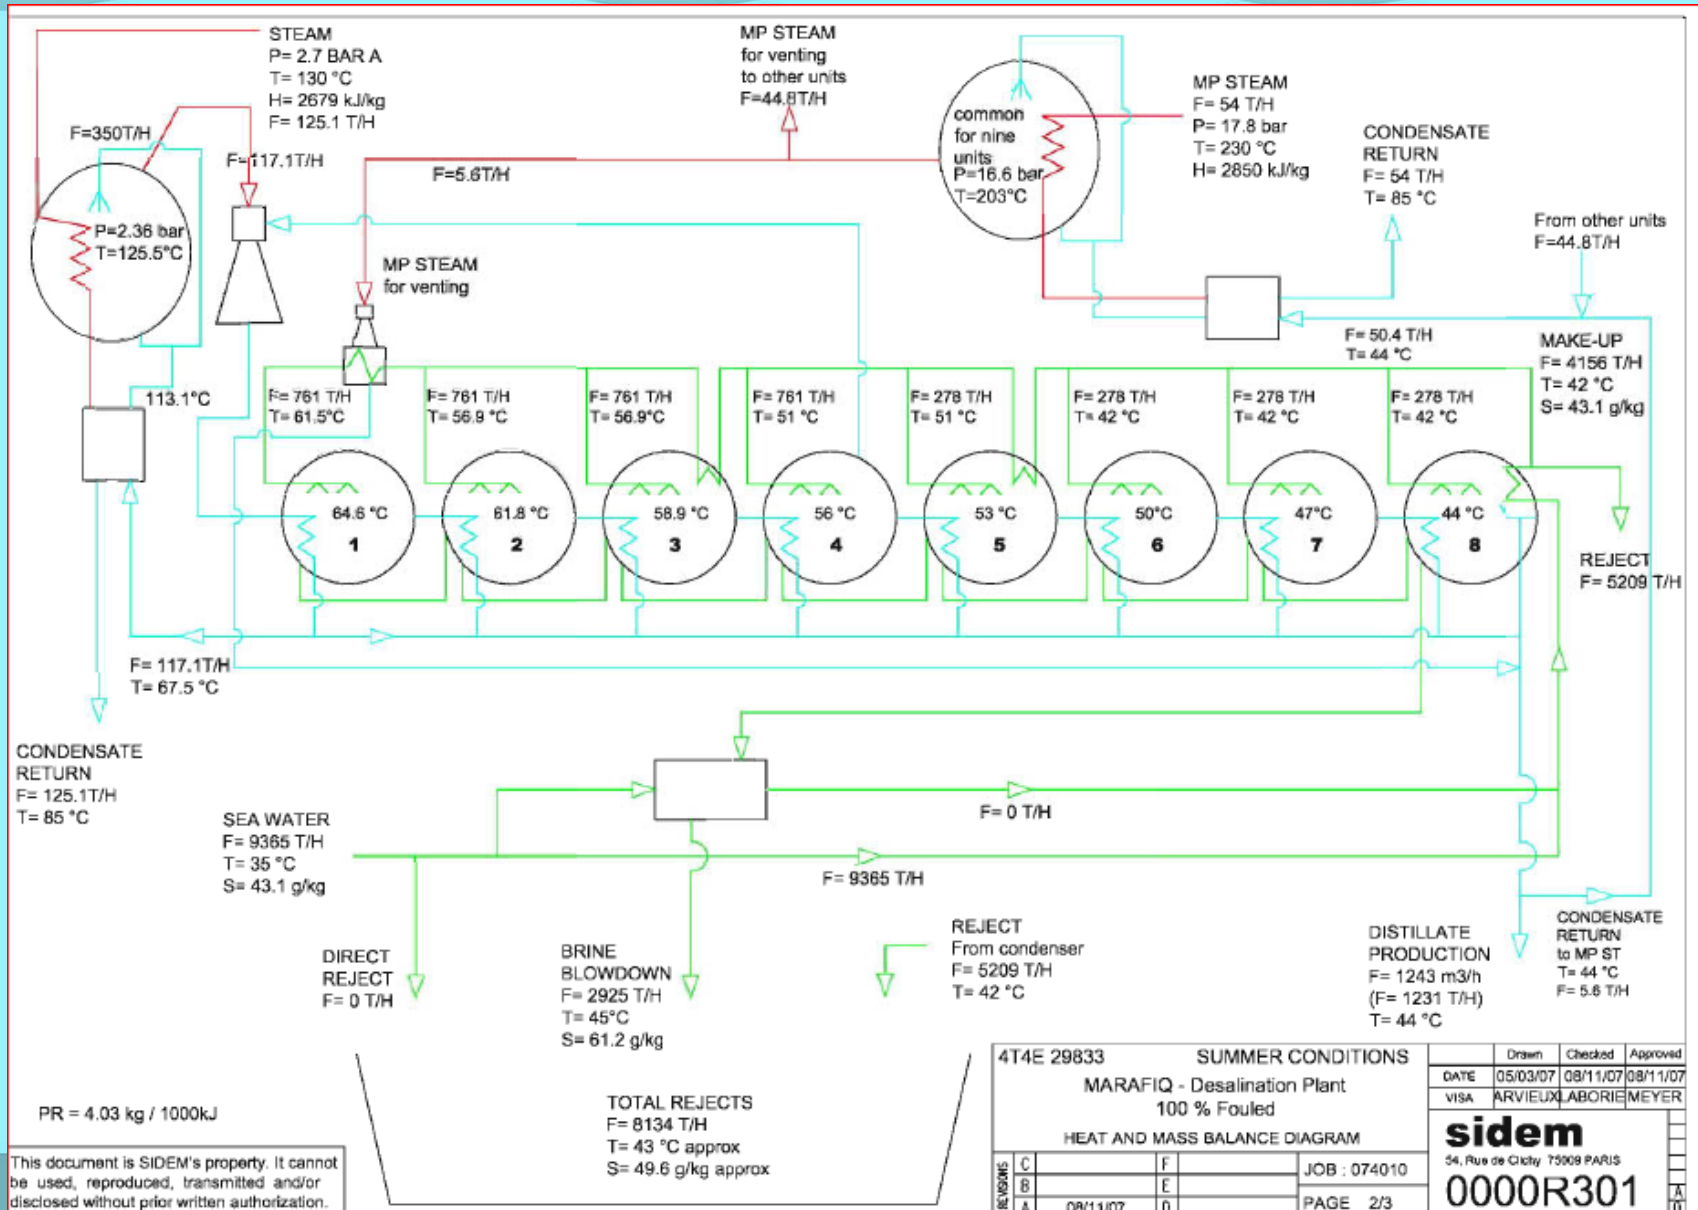 STEAM
P= 2.7 BAR A
T= 130 °C
H= 2679 kJ/kg
F= 125.1 T/H
F=350T/H
F=117.1T/H
P=2.36 bar
T=125.5°C
113.1°C
MP STEAM
for venting
to other units
F=44.8T/H
F=5.6T/H
MP STEAM
for venting
common
for nine
units
P=16.6 bar
T=203°C
MP STEAM
F= 54 T/H
P= 17.8 bar
T= 230 °C
H= 2850 kJ/kg
CONDENSATE
RETURN
F= 54 T/H
T= 85 °C
From other units
F=44.8T/H
F= 50.4 T/H
T= 44 °C
MAKE-UP
F= 4156 T/H
T= 42 °C
S= 43.1 g/kg
F= 761 T/H
T= 61.5°C
F= 761 T/H
T= 56.9 °C
F= 761 T/H
T= 56.9°C
F= 761 T/H
T= 51 °C
F= 278 T/H
T= 51 °C
F= 278 T/H
T= 42 °C
F= 278 T/H
T= 42 °C
F= 278 T/H
T= 42 °C
64.6 °C
1
61.8 °C
2
58.9 °C
3
56 °C
4
53 °C
5
50°C
6
47°C
7
44 °C
8
REJECT
F= 5209 T/H
F= 117.1T/H
T= 67.5 °C
CONDENSATE
RETURN
F= 125.1T/H
T= 85 °C
SEA WATER
F= 9365 T/H
T= 35 °C
S= 43.1 g/kg
F= 0 T/H
F= 9365 T/H
DIRECT
REJECT
F= 0 T/H
BRINE
BLOWDOWN
F= 2925 T/H
T= 45°C
S= 61.2 g/kg
REJECT
From condenser
F= 5209 T/H
T= 42 °C
DISTILLATE
PRODUCTION
F= 1243 m3/h
(F= 1231 T/H)
T= 44 °C
CONDENSATE
RETURN
to MP ST
T= 44 °C
F= 5.6 T/H
TOTAL REJECTS
F= 8134 T/H
T= 43 °C approx
S= 49.6 g/kg approx
PR = 4.03 kg / 1000kJ
This document is SIDEM's property. It cannot
be used, reproduced, transmitted and/or
disclosed without prior written authorization.
4T4E 29833 SUMMER CONDITIONS
MARAFIQ - Desalination Plant
100 % Fouled
HEAT AND MASS BALANCE DIAGRAM
Drawn Checked Approved
DATE 05/03/07 08/11/07 08/11/07
VISA ARVIEUX LABORIE MEYER
sidem
54, Rue de Clichy 75009 PARIS
0000R301
REVISIONS
C F
B E
A 08/11/07 D
JOB : 074010
PAGE 2/3
A
0